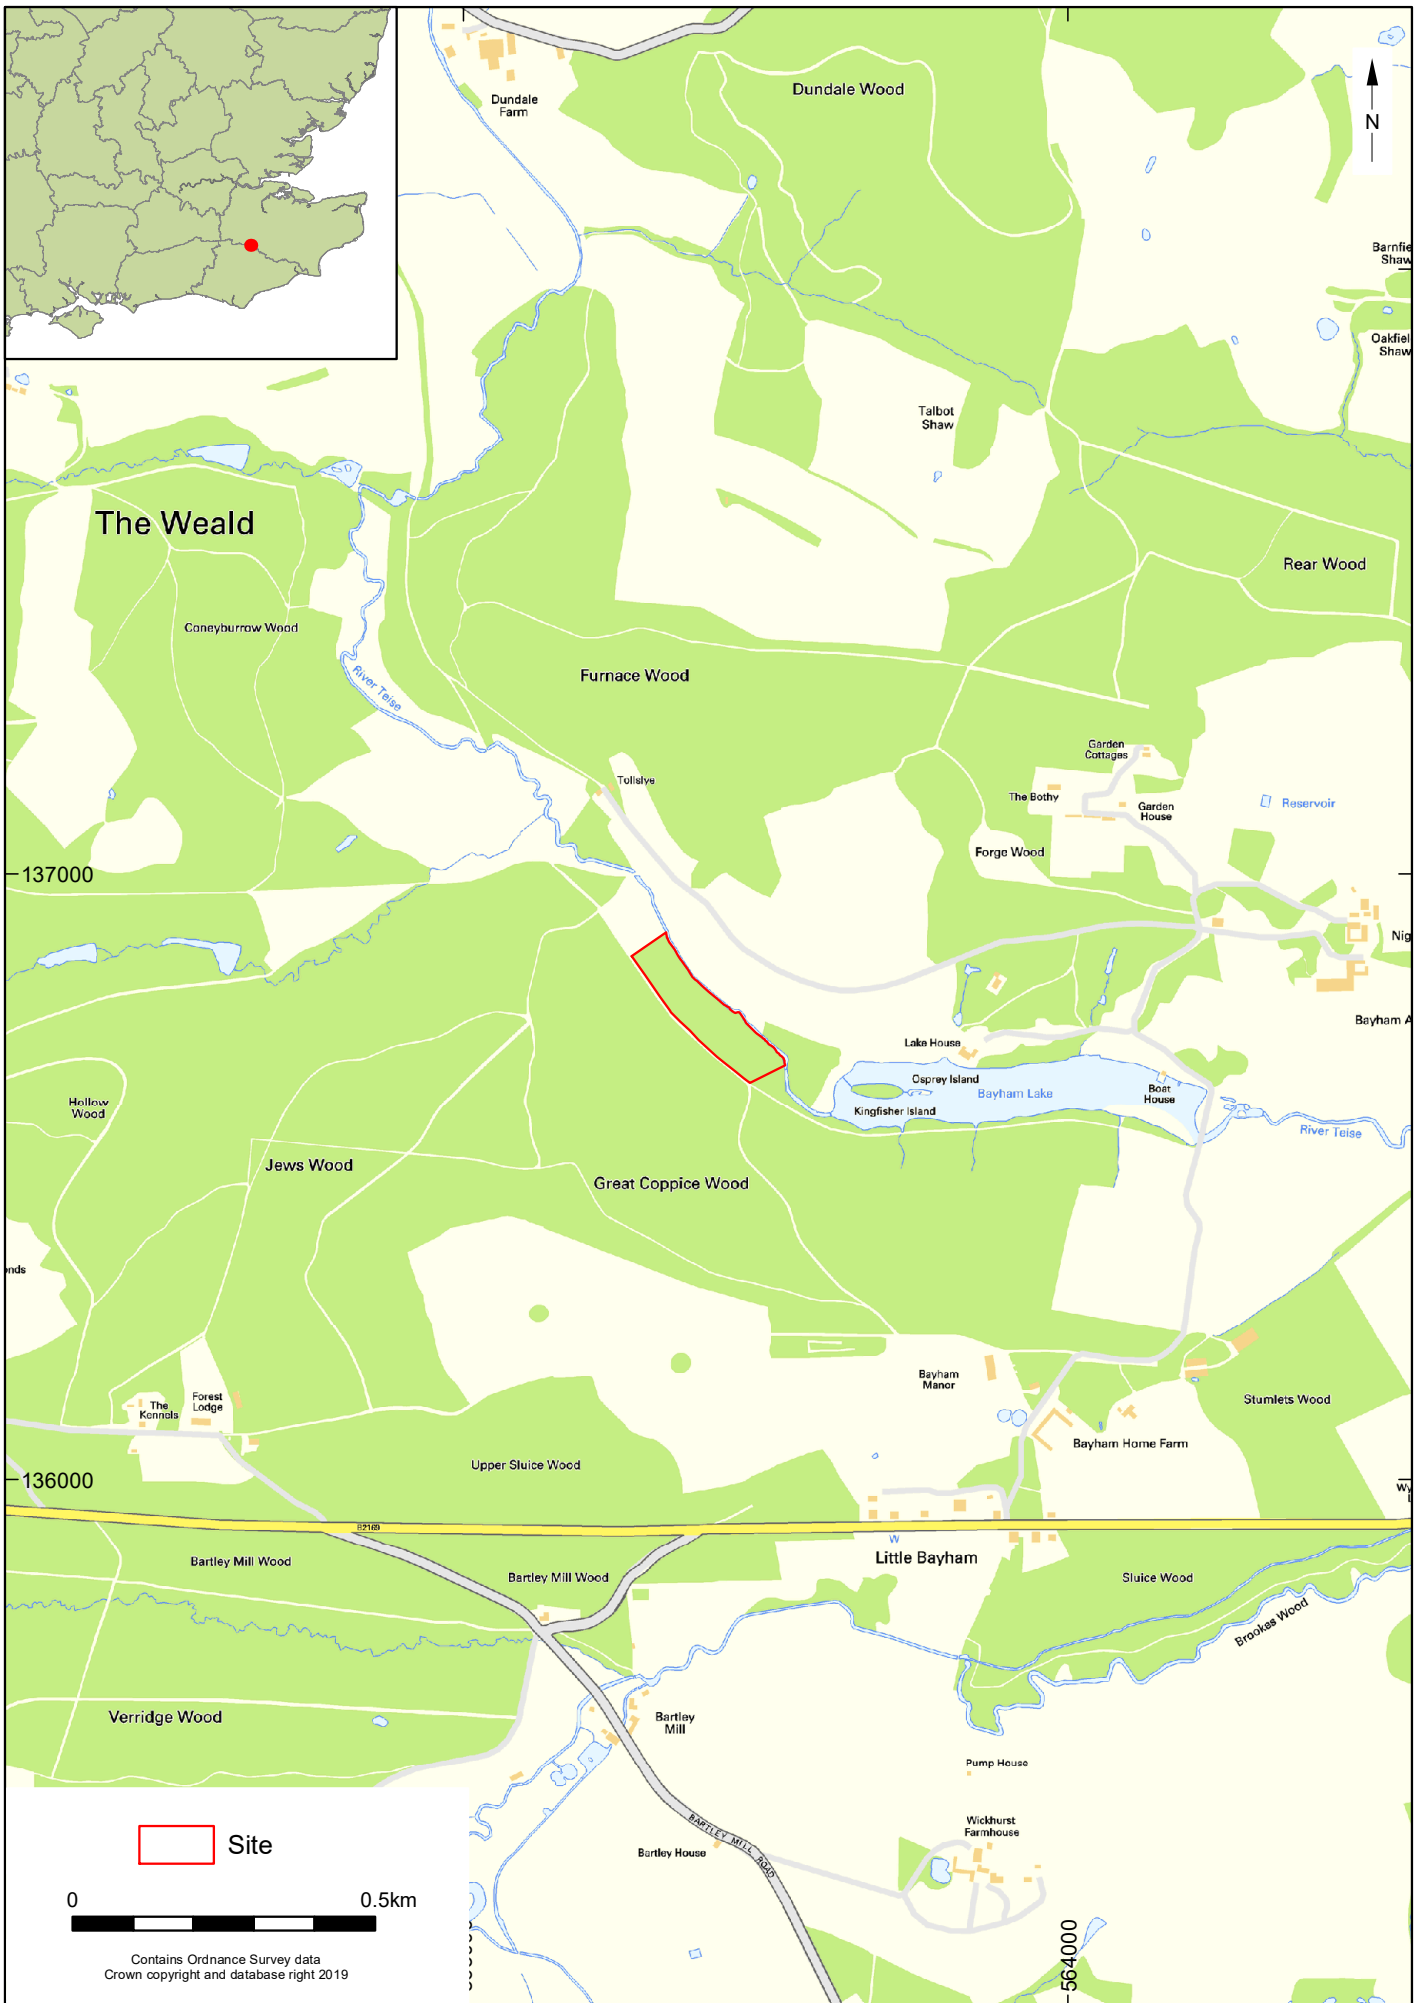 Dundale
Farm
Dundale Wood
N
Barnfie
Shaw
Oakfiel
Shaw
Talbot
Shaw
The Weald
Rear Wood
Coneyburrow Wood
River Teise
Furnace Wood
Garden
Cottages
Tollslye
The Bothy
Garden
House
Reservoir
Forge Wood
137000
Nig
Bayham A
Lake House
Osprey Island
Bayham Lake
Boat
House
Kingfisher Island
River Teise
Hollow
Wood
Jews Wood
Great Coppice Wood
onds
Bayham
Manor
Forest
Lodge
The
Kennels
Stumlets Wood
Bayham Home Farm
Upper Sluice Wood
136000
Wy
L
B2169
W
Little Bayham
Bartley Mill Wood
Bartley Mill Wood
Sluice Wood
Brookes Wood
Verridge Wood
Bartley
Mill
Pump House
Wickhurst
Farmhouse
BARTLEY MILL ROAD
Bartley House
Site
0 0.5km
564000
Contains Ordnance Survey data
Crown copyright and database right 2019